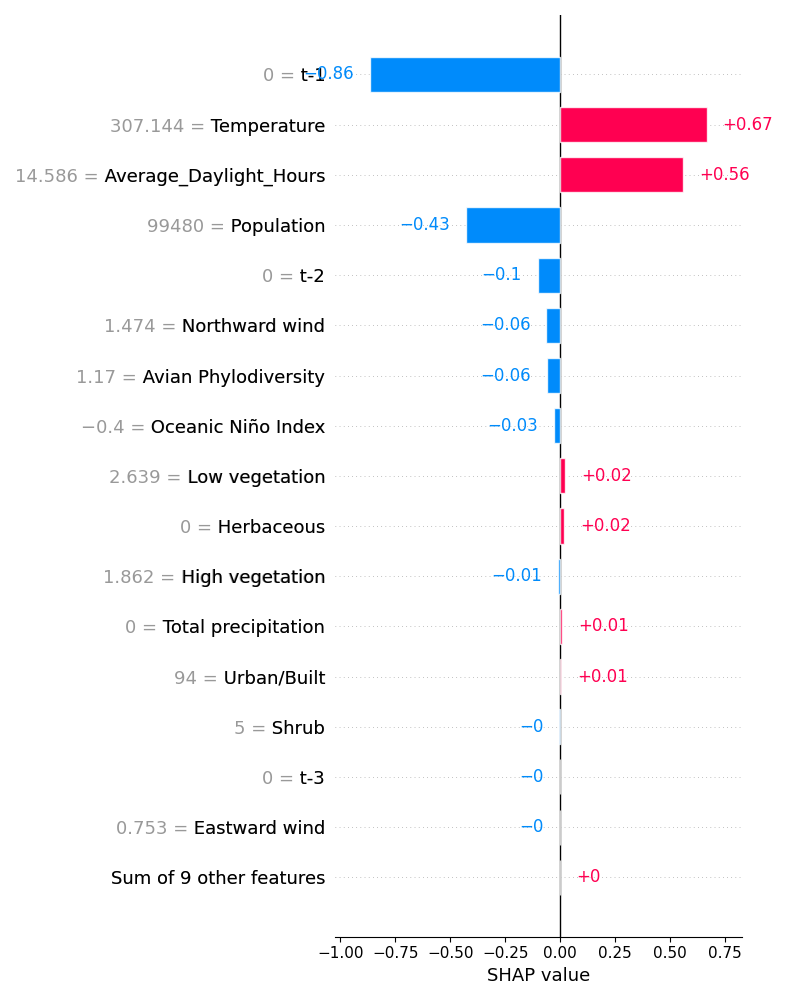 0 = t-1 −0.86
307.144 = Temperature +0.67
14.586 = Average_Daylight_Hours +0.56
99480 = Population −0.43
0 = t-2 −0.1
1.474 = Northward wind −0.06
1.17 = Avian Phylodiversity −0.06
−0.4 = Oceanic Niño Index −0.03
2.639 = Low vegetation +0.02
0 = Herbaceous +0.02
1.862 = High vegetation −0.01
0 = Total precipitation +0.01
94 = Urban/Built +0.01
5 = Shrub −0
0 = t-3 −0
0.753 = Eastward wind −0
Sum of 9 other features +0
−1.00 −0.75 −0.50 −0.25 0.00 0.25 0.50 0.75
SHAP value